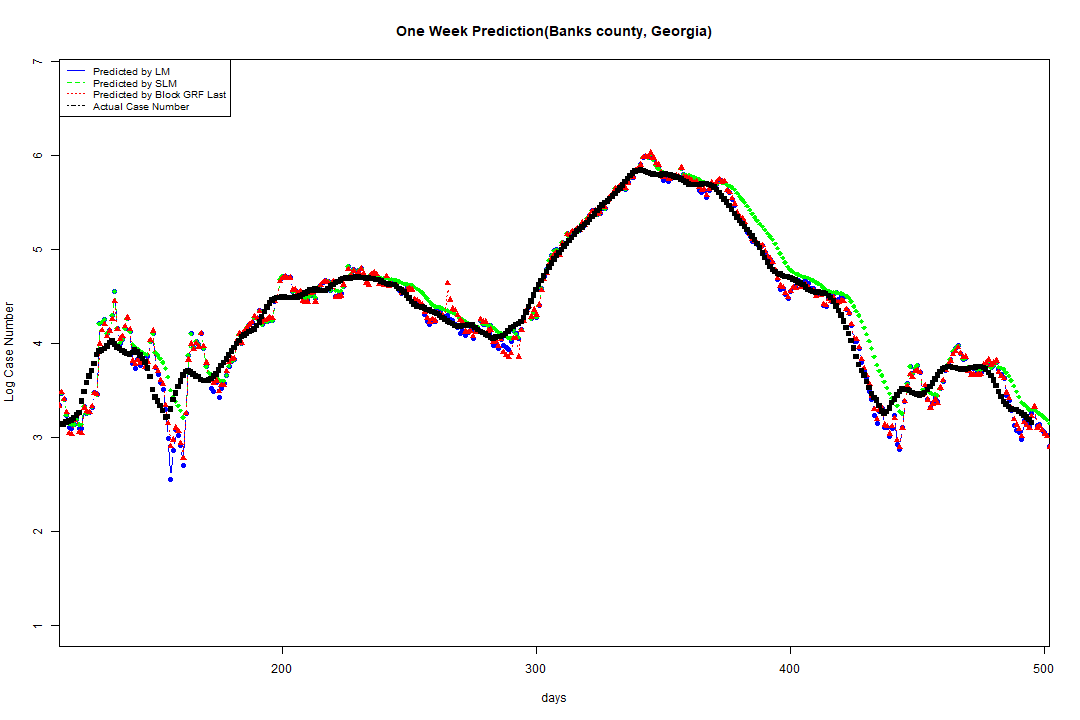 One Week Prediction(Banks county, Georgia)
Predicted by LM
Predicted by SLM
Predicted by Block GRF Last
Actual Case Number
Log Case Number
7
6
5
4
3
2
1
200 300 400 500
days